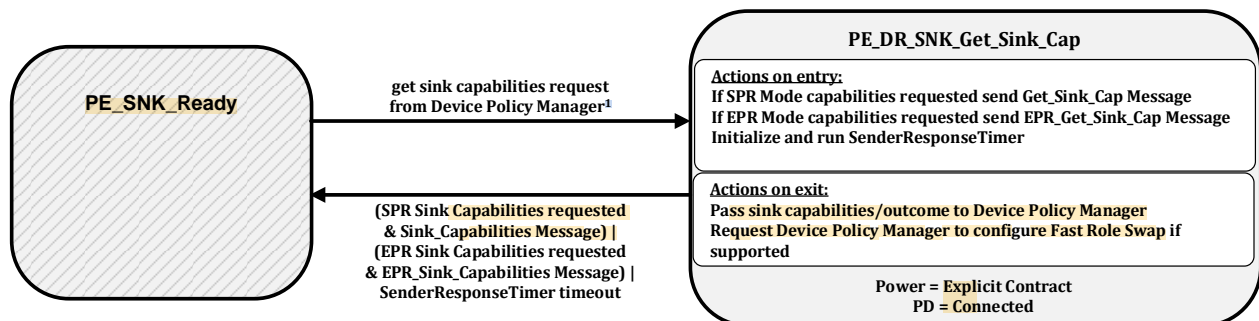 PE_SNK_Ready
get sink capabilities request
from Device Policy Manager¹
(SPR Sink Capabilities requested
& Sink_Capabilities Message) |
(EPR Sink Capabilities requested
& EPR_Sink_Capabilities Message) |
SenderResponseTimer timeout
PE_DR_SNK_Get_Sink_Cap
Actions on entry:
If SPR Mode capabilities requested send Get_Sink_Cap Message
If EPR Mode capabilities requested send EPR_Get_Sink_Cap Message
Initialize and run SenderResponseTimer
Actions on exit:
Pass sink capabilities/outcome to Device Policy Manager
Request Device Policy Manager to configure Fast Role Swap if
supported
Power = Explicit Contract
PD = Connected